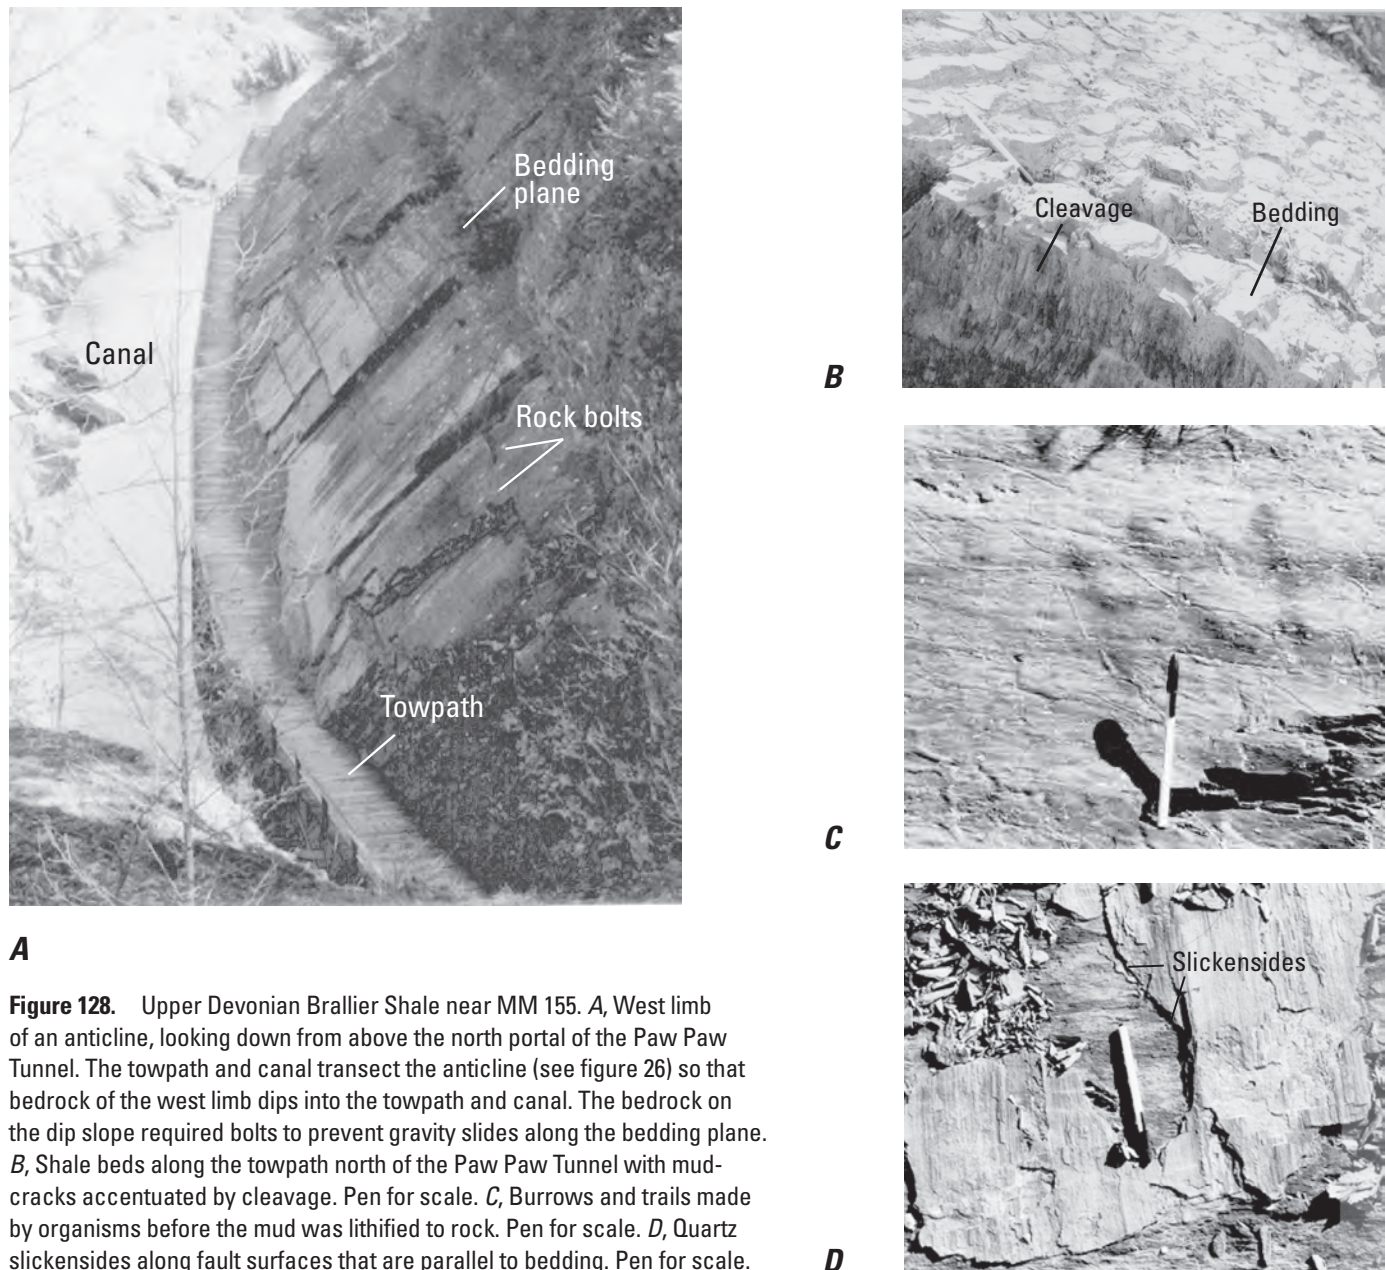 Bedding
plane
Canal
Rock bolts
Towpath
A
Cleavage
Bedding
B
C
Slickensides
D
Figure 128. Upper Devonian Brallier Shale near MM 155. A, West limb
of an anticline, looking down from above the north portal of the Paw Paw
Tunnel. The towpath and canal transect the anticline (see figure 26) so that
bedrock of the west limb dips into the towpath and canal. The bedrock on
the dip slope required bolts to prevent gravity slides along the bedding plane.
B, Shale beds along the towpath north of the Paw Paw Tunnel with mud-
cracks accentuated by cleavage. Pen for scale. C, Burrows and trails made
by organisms before the mud was lithified to rock. Pen for scale. D, Quartz
slickensides along fault surfaces that are parallel to bedding. Pen for scale.